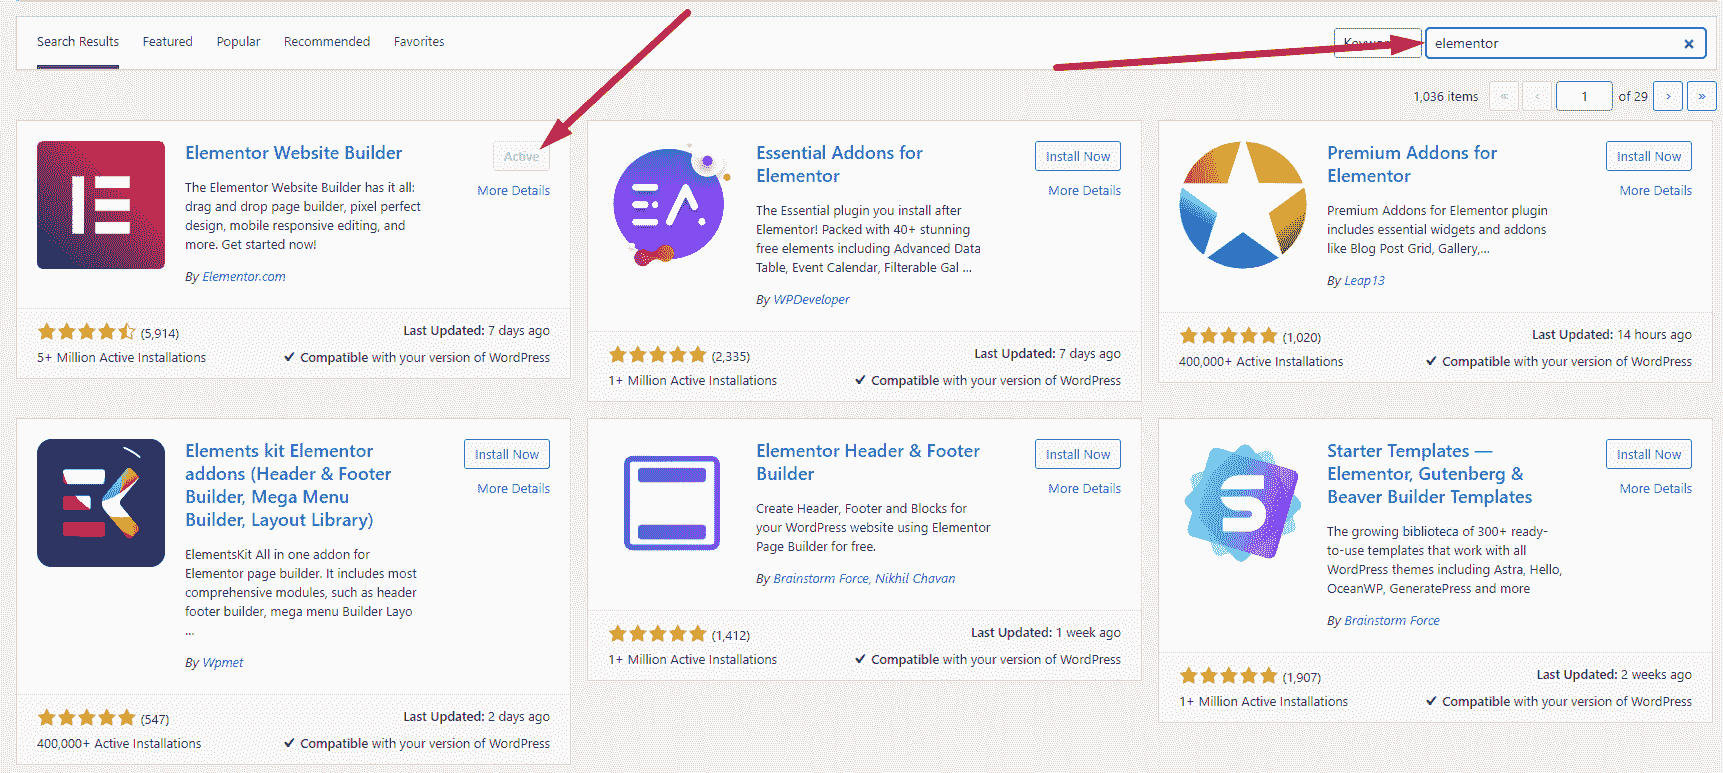 Search Results Featured Popular Recommended Favorites
elementor
1,036 items « ‹ 1 of 29 › »
Elementor Website Builder
Active
More Details
The Elementor Website Builder has it all:
drag and drop page builder, pixel perfect
design, mobile responsive editing, and
more. Get started now!
By Elementor.com
(5,914)
Last Updated: 7 days ago
5+ Million Active Installations
Compatible with your version of WordPress
Essential Addons for
Elementor
Install Now
More Details
The Essential plugin you install after
Elementor! Packed with 40+ stunning
free elements including Advanced Data
Table, Event Calendar, Filterable Gal ...
By WPDeveloper
(2,335)
Last Updated: 7 days ago
1+ Million Active Installations
Compatible with your version of WordPress
Premium Addons for
Elementor
Install Now
More Details
Premium Addons for Elementor plugin
includes essential widgets and addons
like Blog Post Grid, Gallery,...
By Leap13
(1,020)
Last Updated: 14 hours ago
400,000+ Active Installations
Compatible with your version of WordPress
Elements kit Elementor
addons (Header & Footer
Builder, Mega Menu
Builder, Layout Library)
Install Now
More Details
ElementsKit All in one addon for
Elementor page builder. It includes most
comprehensive modules, such as header
footer builder, mega menu Builder Layo
...
By Wpmet
(547)
Last Updated: 2 days ago
400,000+ Active Installations
Compatible with your version of WordPress
Elementor Header & Footer
Builder
Install Now
More Details
Create Header, Footer and Blocks for
your WordPress website using Elementor
Page Builder for free.
By Brainstorm Force, Nikhil Chavan
(1,412)
Last Updated: 1 week ago
1+ Million Active Installations
Compatible with your version of WordPress
Starter Templates —
Elementor, Gutenberg &
Beaver Builder Templates
Install Now
More Details
The growing biblioteca of 300+ ready-
to-use templates that work with all
WordPress themes including Astra, Hello,
OceanWP, GeneratePress and more
By Brainstorm Force
(1,907)
Last Updated: 2 weeks ago
1+ Million Active Installations
Compatible with your version of WordPress